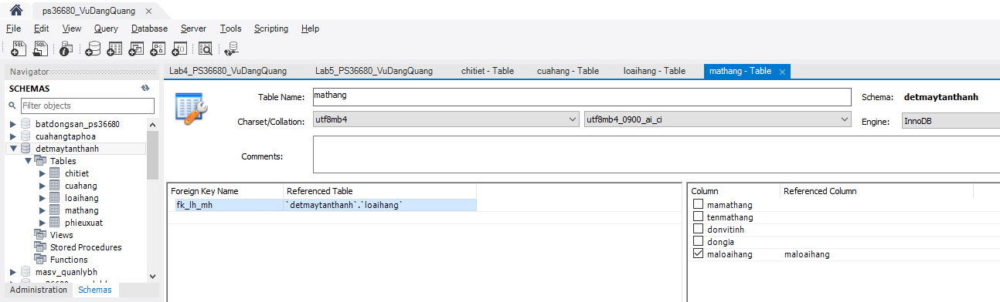 ps36680_VuDangQuang
File Edit View Query Database Server Tools Scripting Help
Navigator
SCHEMAS
Filter objects
batdongsan_ps36680
cuahangtaphoa
detmaytanthanh
Tables
chitiet
cuahang
loaihang
mathang
phieuxuat
Views
Stored Procedures
Functions
masv_quanlybh
Administration Schemas
Lab4_PS36680_VuDangQuang Lab5_PS36680_VuDangQuang chitiet - Table cuahang - Table loaihang - Table mathang - Table
Table Name: mathang Schema: detmaytanthanh
Charset/Collation: utf8mb4 utf8mb4_0900_ai_ci Engine: InnoDB
Comments:
Foreign Key Name Referenced Table
fk_lh_mh `detmaytanthanh`.`loaihang`
Column Referenced Column
mamathang
tenmathang
donvitinh
dongia
maloaihang maloaihang